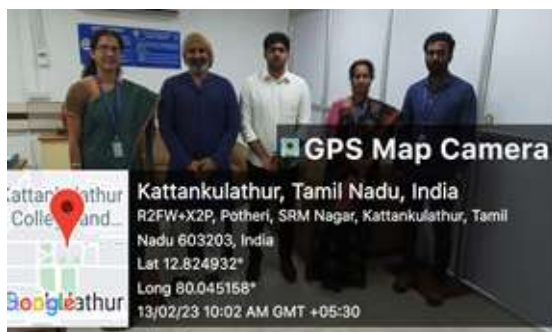 GPS Map Camera
Kattankulathur, Tamil Nadu, India
R2FW+X2P, Potheri, SRM Nagar, Kattankulathur, Tamil
Nadu 603203, India
Lat 12.824932°
Long 80.045158°
13/02/23 10:02 AM GMT +05:30
Google